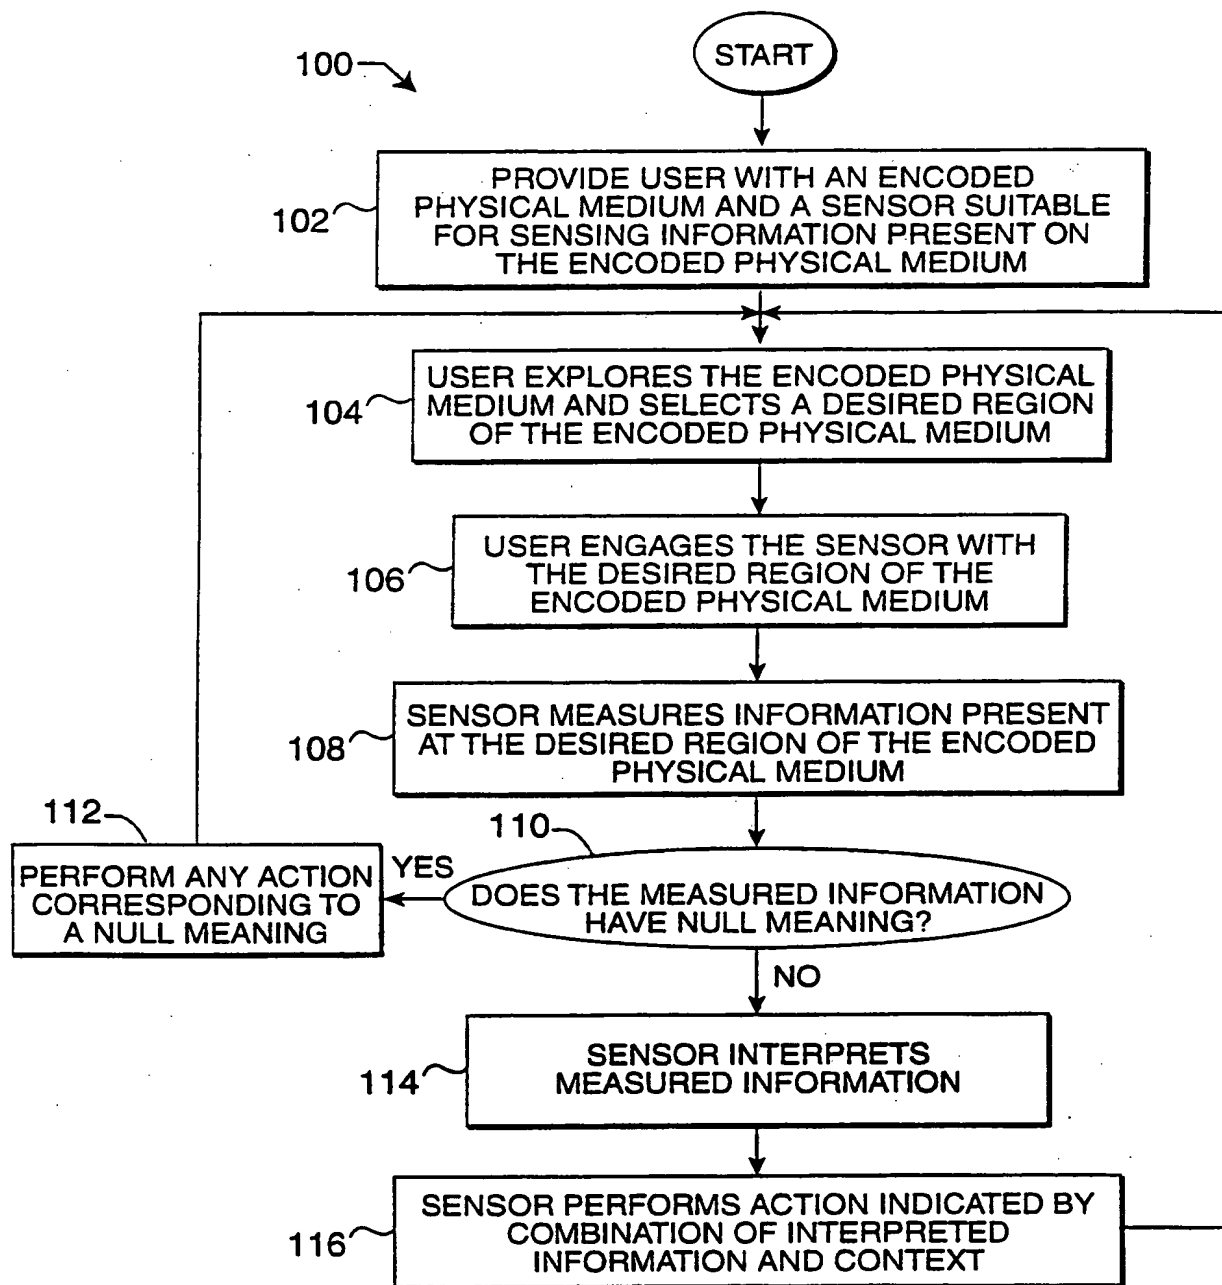 START
100
PROVIDE USER WITH AN ENCODED
PHYSICAL MEDIUM AND A SENSOR SUITABLE
FOR SENSING INFORMATION PRESENT ON
THE ENCODED PHYSICAL MEDIUM
102
USER EXPLORES THE ENCODED PHYSICAL
MEDIUM AND SELECTS A DESIRED REGION
OF THE ENCODED PHYSICAL MEDIUM
104
USER ENGAGES THE SENSOR WITH
THE DESIRED REGION OF THE
ENCODED PHYSICAL MEDIUM
106
SENSOR MEASURES INFORMATION PRESENT
AT THE DESIRED REGION OF THE ENCODED
PHYSICAL MEDIUM
108
112
110
PERFORM ANY ACTION
CORRESPONDING TO
A NULL MEANING
YES
DOES THE MEASURED INFORMATION
HAVE NULL MEANING?
NO
SENSOR INTERPRETS
MEASURED INFORMATION
114
SENSOR PERFORMS ACTION INDICATED BY
COMBINATION OF INTERPRETED
INFORMATION AND CONTEXT
116